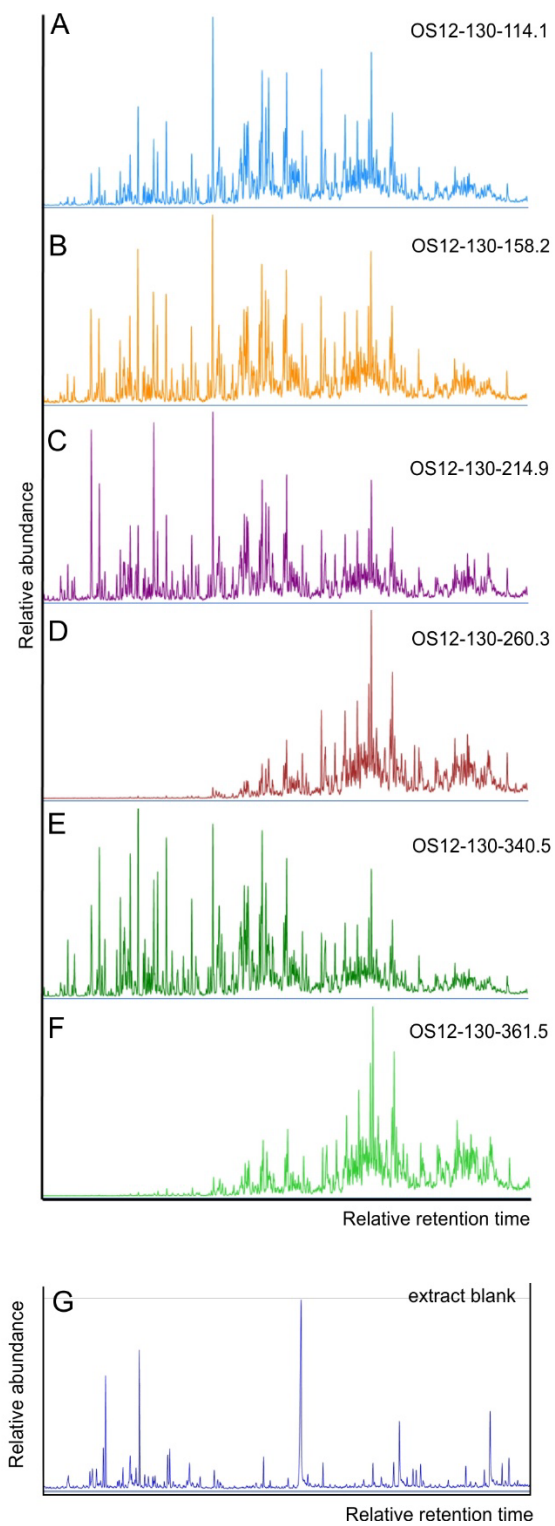 A
OS12-130-114.1
B
OS12-130-158.2
C
OS12-130-214.9
Relative abundance
D
OS12-130-260.3
E
OS12-130-340.5
F
OS12-130-361.5
Relative retention time
G
extract blank
Relative abundance
Relative retention time